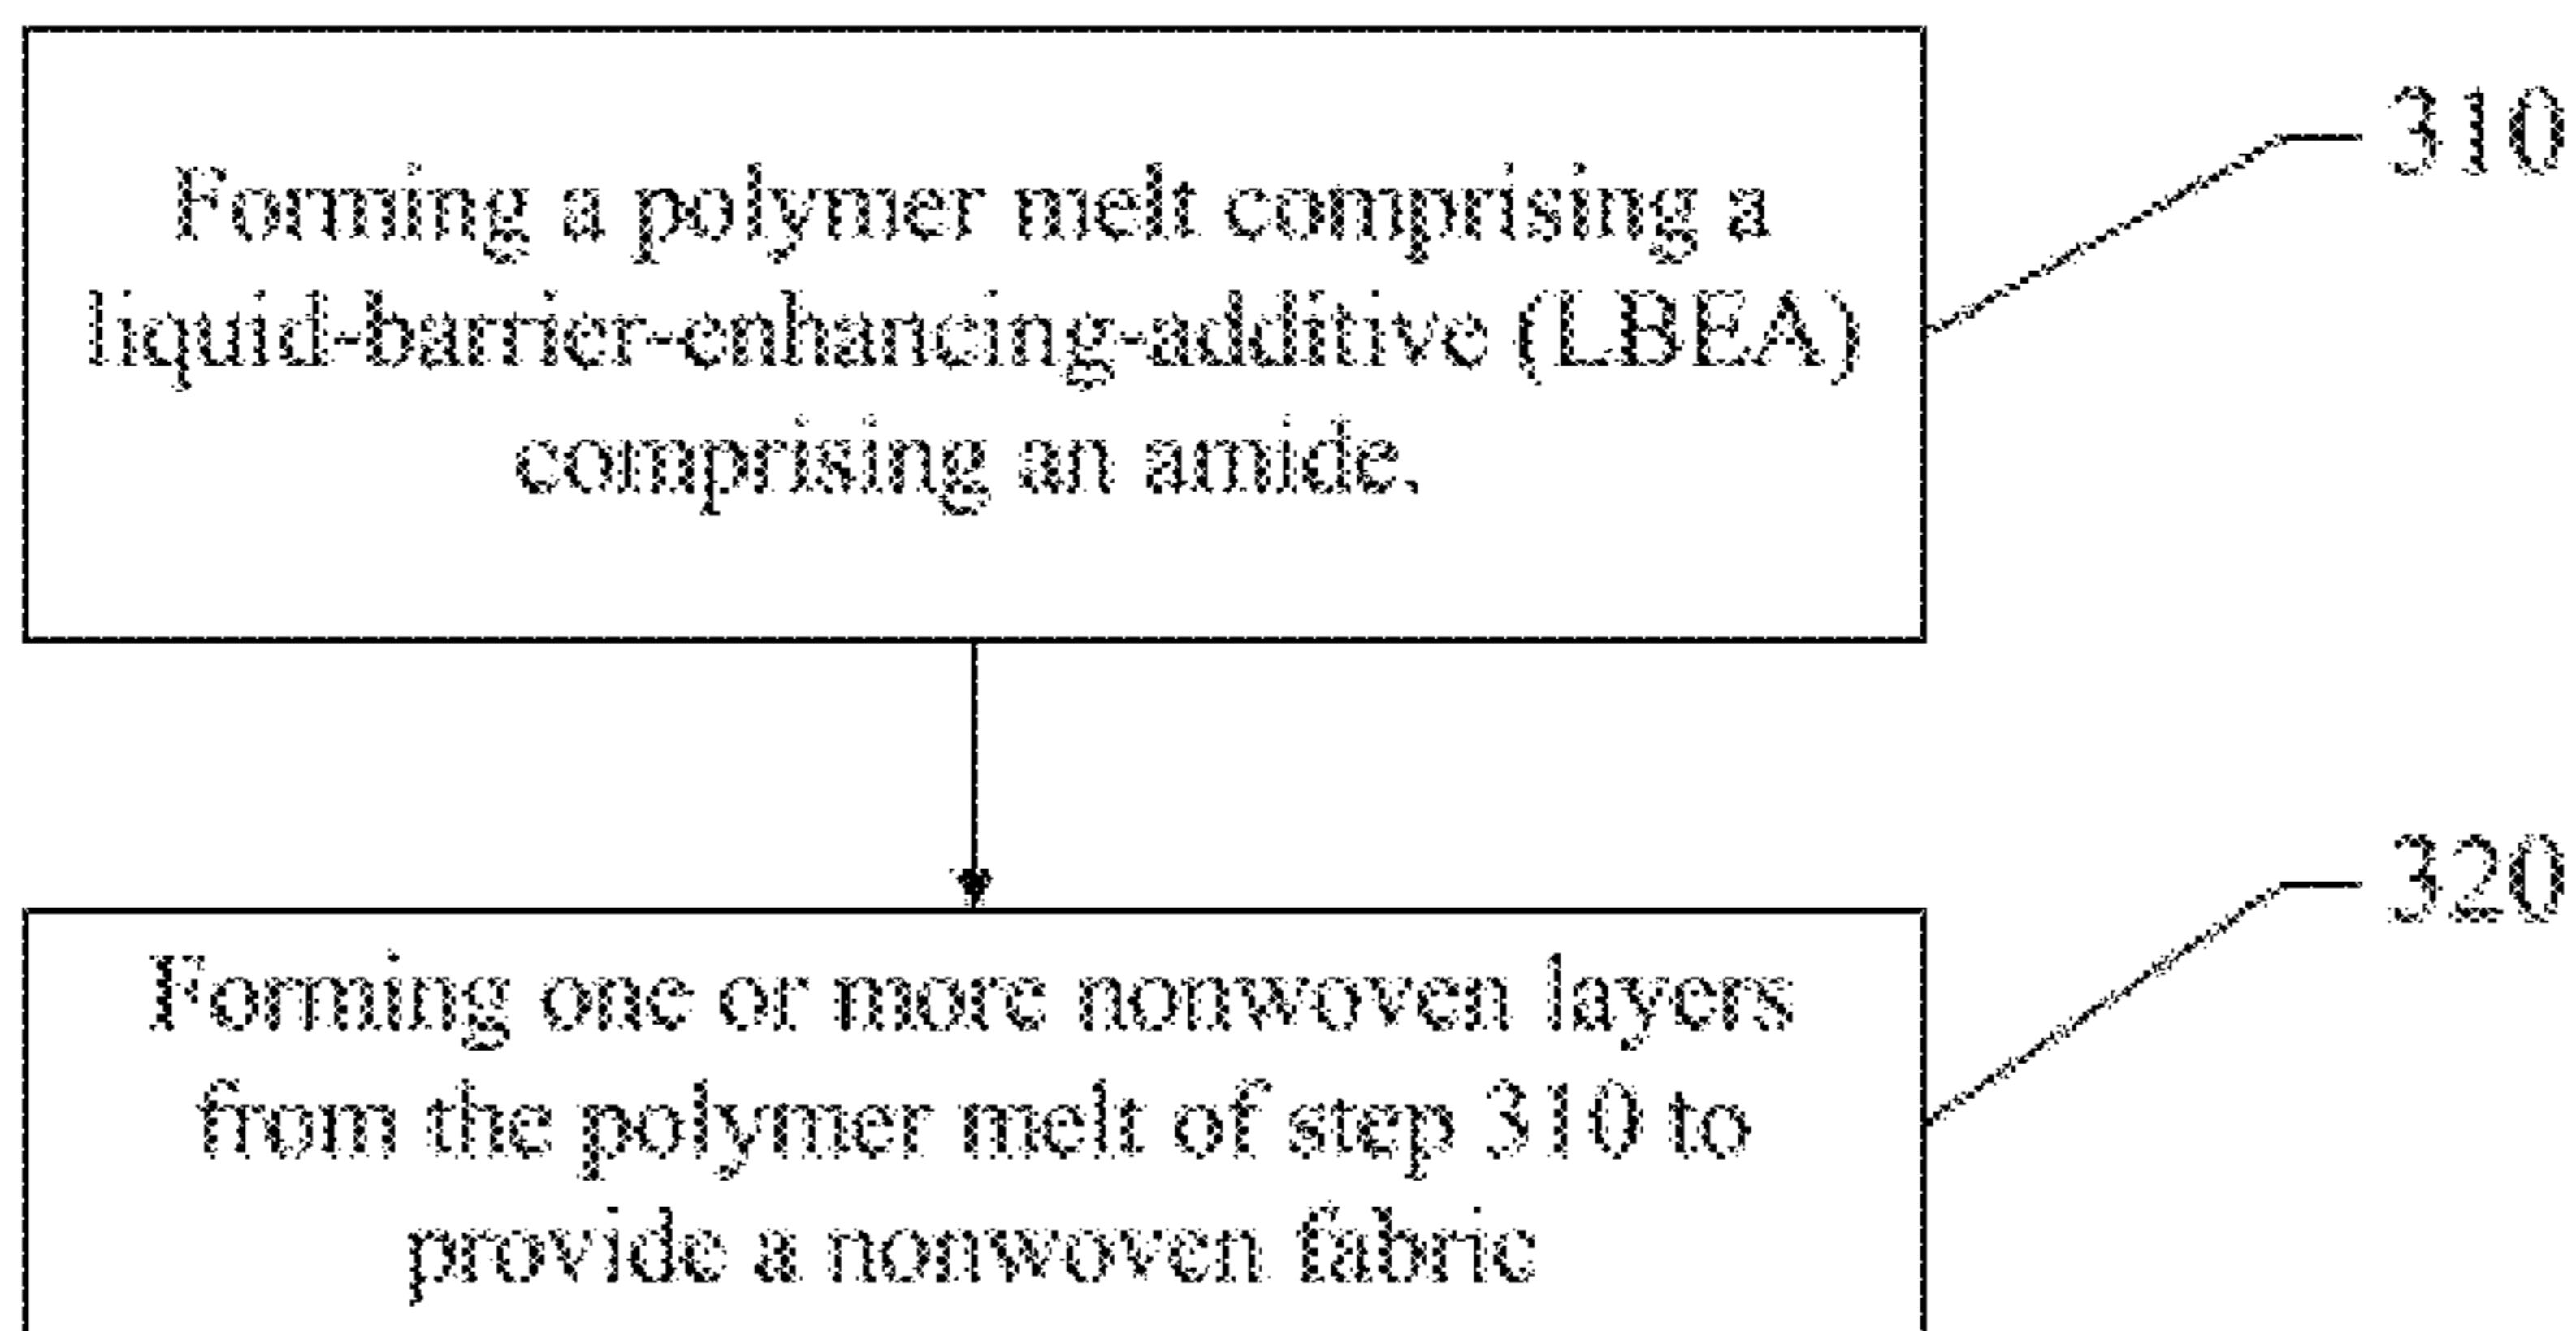 310
Forming a polymer melt comprising a
liquid-barrier-enhancing-additive (LBEA)
comprising an amide.
320
Forming one or more nonwoven layers
from the polymer melt of step 310 to
provide a nonwoven fabric